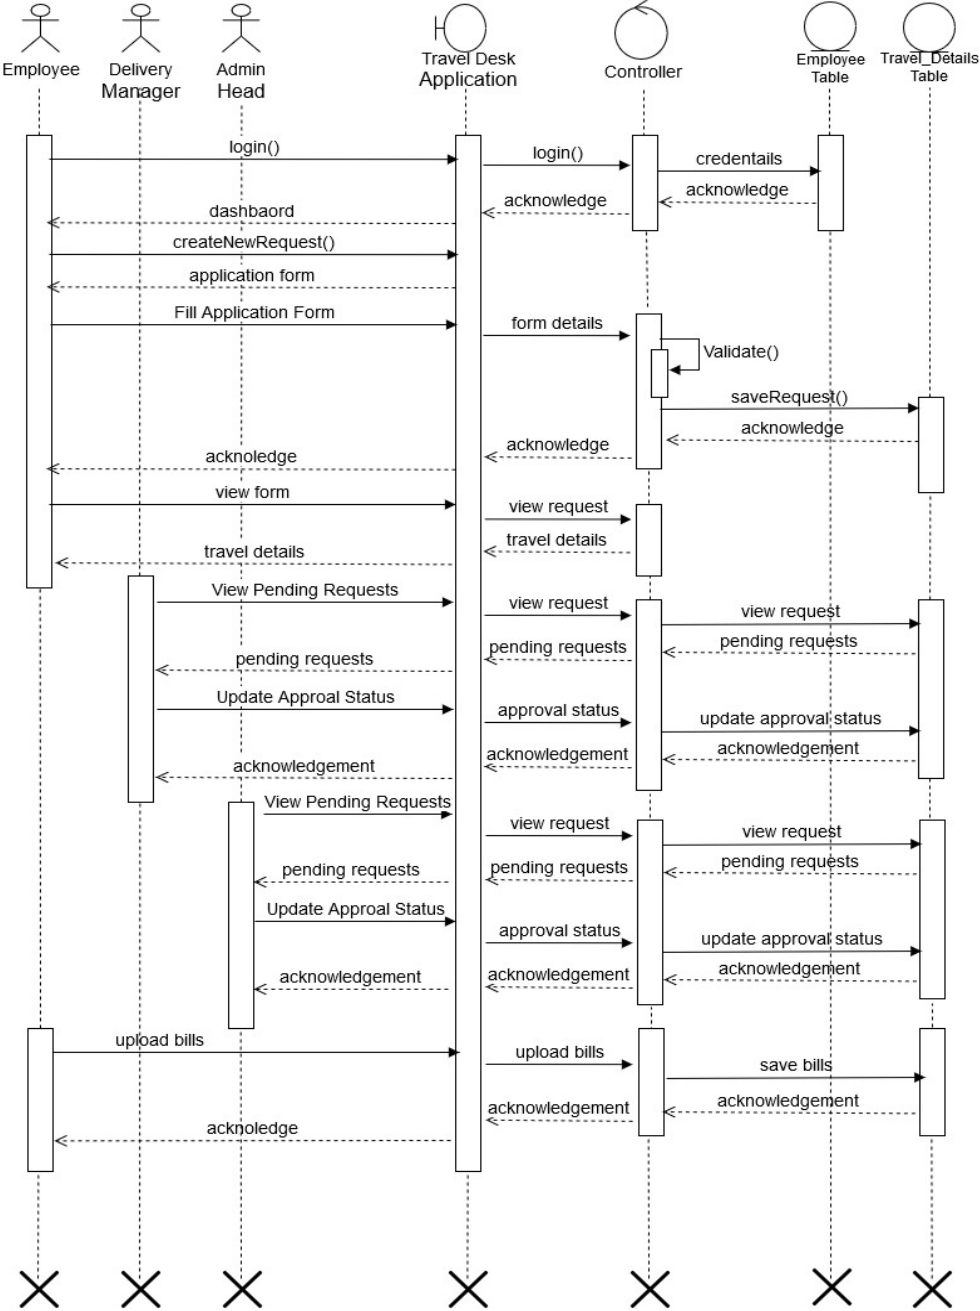 Employee
Delivery
Manager
Admin
Head
Travel Desk
Application
Controller
Employee
Table
Travel_Details
Table
login()
login()
credentails
acknowledge
acknowledge
dashbaord
createNewRequest()
application form
Fill Application Form
form details
Validate()
saveRequest()
acknowledge
acknowledge
acknoledge
view form
view request
travel details
travel details
View Pending Requests
view request
view request
pending requests
pending requests
pending requests
Update Approal Status
approval status
update approval status
acknowledgement
acknowledgement
acknowledgement
View Pending Requests
view request
view request
pending requests
pending requests
pending requests
Update Approal Status
approval status
update approval status
acknowledgement
acknowledgement
acknowledgement
upload bills
upload bills
save bills
acknowledgement
acknowledgement
acknoledge